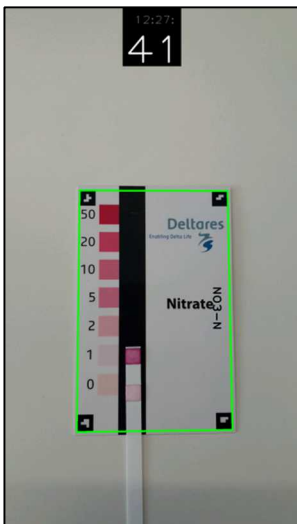 12:27:
41
50
Deltares
Enabling Delta Life
20
10
5
Nitrate
NO3-N
2
1
0